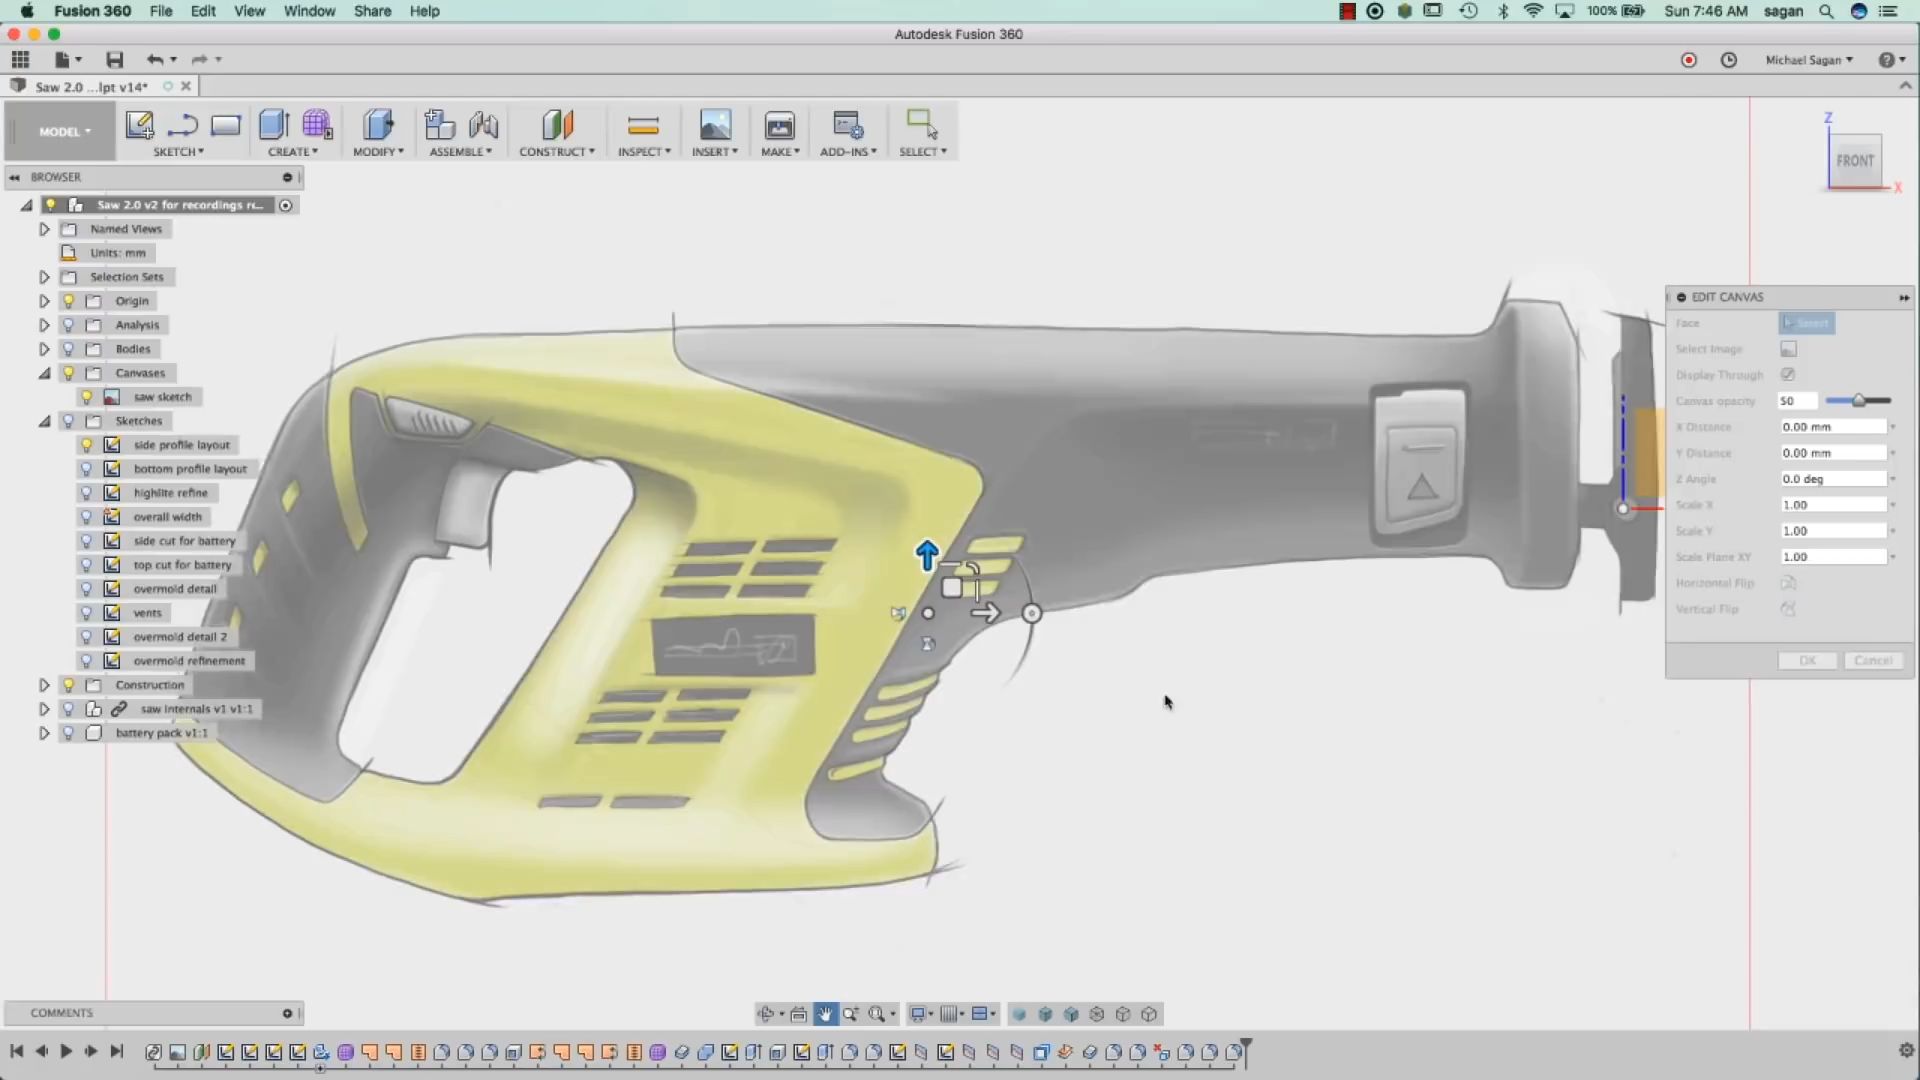 Fusion 360 File Edit View Window Share Help
100% Sun 7:46 AM sagan
Autodesk Fusion 360
Michael Sagan
Saw 2.0 ...lpt v14*
MODEL
SKETCH CREATE MODIFY ASSEMBLE CONSTRUCT INSPECT INSERT MAKE ADD-INS SELECT
Z
FRONT
X
BROWSER
Saw 2.0 v2 for recordings r...
Named Views
Units: mm
Selection Sets
Origin
Analysis
Bodies
Canvases
saw sketch
Sketches
side profile layout
bottom profile layout
highlite refine
overall width
side cut for battery
top cut for battery
overmold detail
vents
overmold detail 2
overmold refinement
Construction
saw internals v1 v1:1
battery pack v1:1
EDIT CANVAS
Face Select
Select Image
Display Through
Canvas opacity 50
X Distance 0.00 mm
Y Distance 0.00 mm
Z Angle 0.0 deg
Scale X 1.00
Scale Y 1.00
Scale Plane XY 1.00
Horizontal Flip
Vertical Flip
OK Cancel
COMMENTS